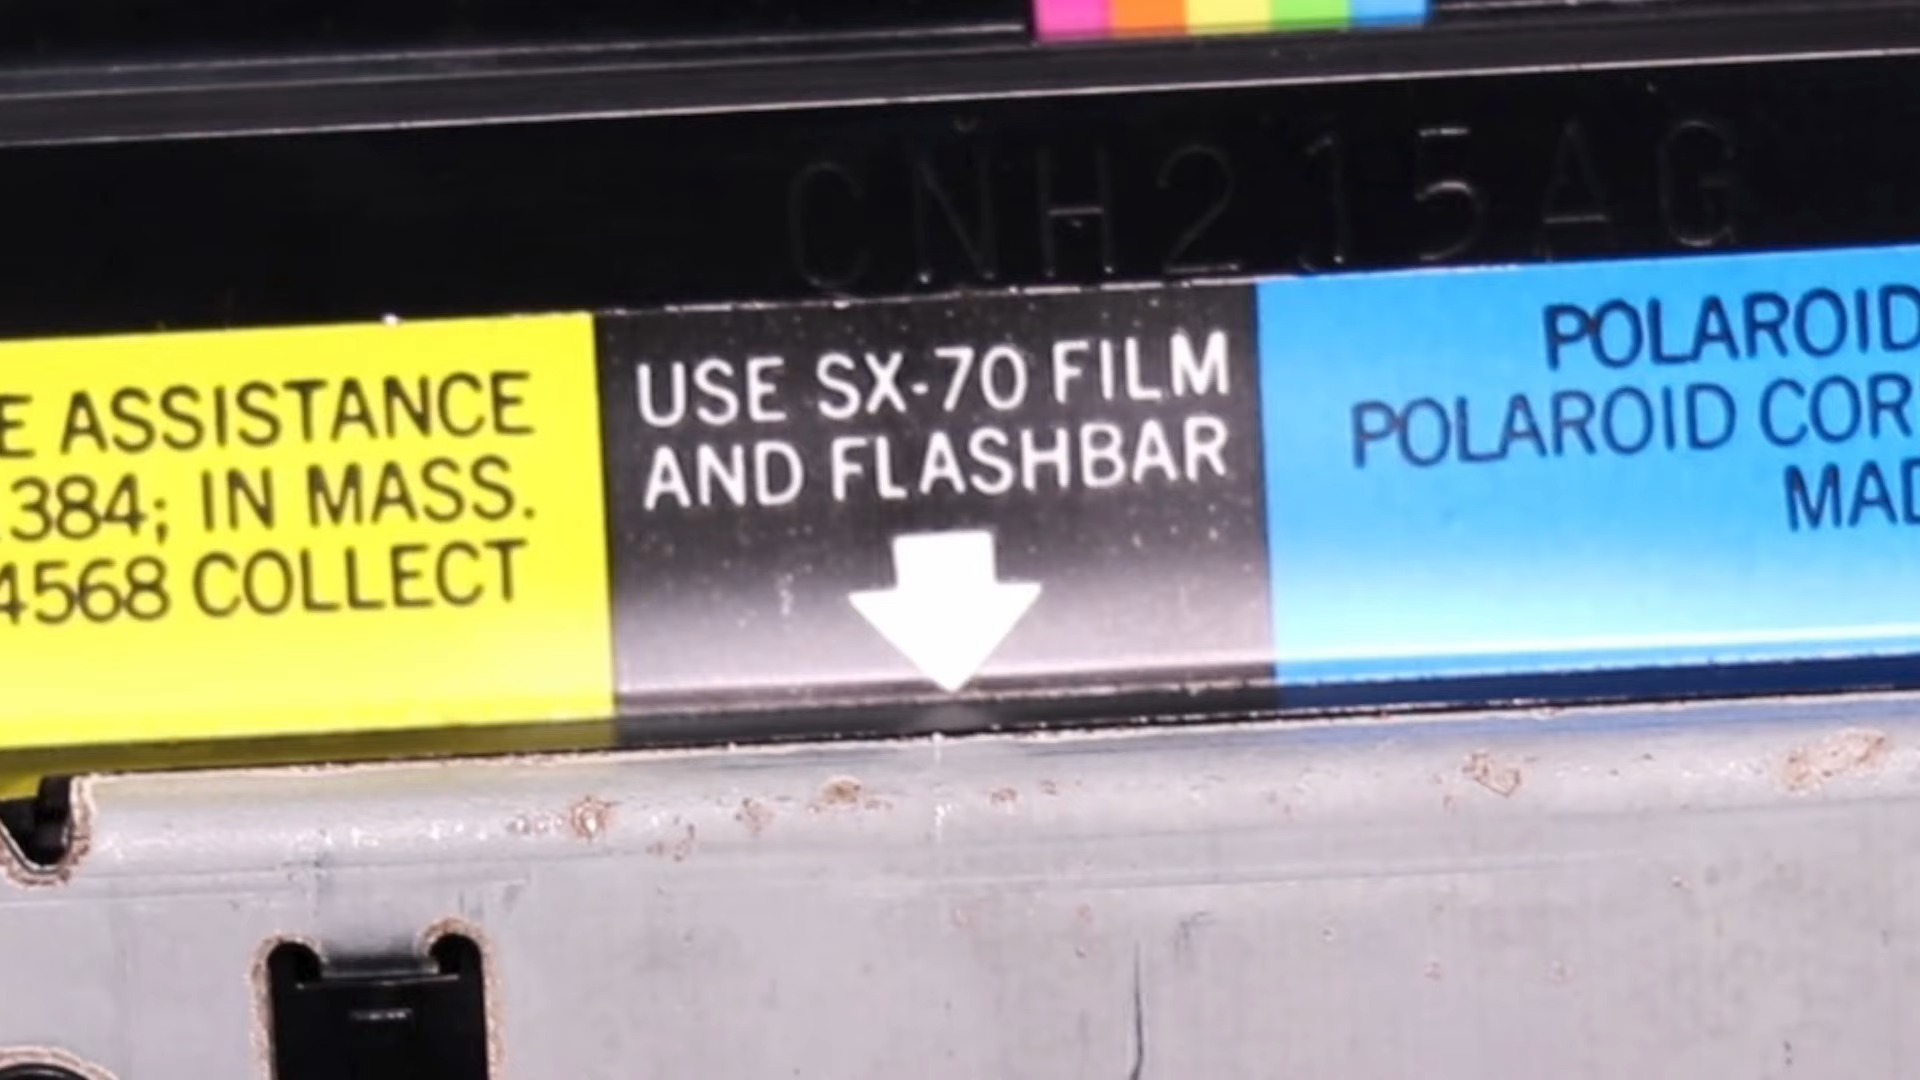 CNH215AG
E ASSISTANCE
384; IN MASS.
4568 COLLECT
USE SX-70 FILM
AND FLASHBAR
POLAROID
POLAROID COR
MAD